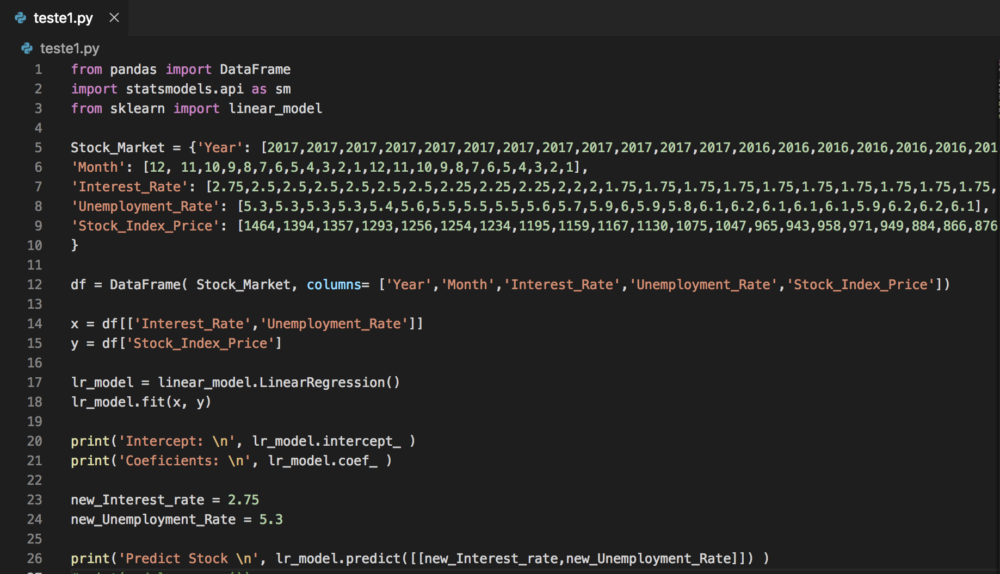 teste1.py
teste1.py
1 from pandas import DataFrame
2 import statsmodels.api as sm
3 from sklearn import linear_model
4
5 Stock_Market = {'Year': [2017,2017,2017,2017,2017,2017,2017,2017,2017,2017,2017,2017,2016,2016,2016,2016,2016,2016,201
6 'Month': [12, 11,10,9,8,7,6,5,4,3,2,1,12,11,10,9,8,7,6,5,4,3,2,1],
7 'Interest_Rate': [2.75,2.5,2.5,2.5,2.5,2.5,2.5,2.25,2.25,2.25,2,2,2,1.75,1.75,1.75,1.75,1.75,1.75,1.75,1.75,1.75,1.75,
8 'Unemployment_Rate': [5.3,5.3,5.3,5.3,5.4,5.6,5.5,5.5,5.5,5.6,5.7,5.9,6,5.9,5.8,6.1,6.2,6.1,6.1,6.1,5.9,6.2,6.2,6.1],
9 'Stock_Index_Price': [1464,1394,1357,1293,1256,1254,1234,1195,1159,1167,1130,1075,1047,965,943,958,971,949,884,866,876
10 }
11
12 df = DataFrame( Stock_Market, columns= ['Year','Month','Interest_Rate','Unemployment_Rate','Stock_Index_Price'])
13
14 x = df[['Interest_Rate','Unemployment_Rate']]
15 y = df['Stock_Index_Price']
16
17 lr_model = linear_model.LinearRegression()
18 lr_model.fit(x, y)
19
20 print('Intercept: \n', lr_model.intercept_ )
21 print('Coeficients: \n', lr_model.coef_ )
22
23 new_Interest_rate = 2.75
24 new_Unemployment_Rate = 5.3
25
26 print('Predict Stock \n', lr_model.predict([[new_Interest_rate,new_Unemployment_Rate]]) )